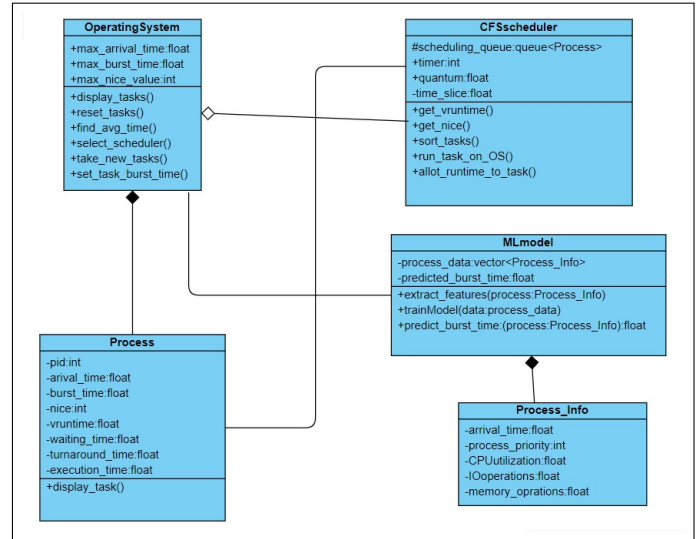 OperatingSystem
+max_arrival_time:float
+max_burst_time:float
+max_nice_value:int
+display_tasks()
+reset_tasks()
+find_avg_time()
+select_scheduler()
+take_new_tasks()
+set_task_burst_time()
CFSscheduler
#scheduling_queue:queue<Process>
+timer:int
+quantum:float
-time_slice:float
+get_vruntime()
+get_nice()
+sort_tasks()
+run_task_on_OS()
+allot_runtime_to_task()
MLmodel
-process_data:vector<Process_Info>
-predicted_burst_time:float
+extract_features(process:Process_Info)
+trainModel(data:process_data)
+predict_burst_time:(process:Process_Info):float
Process
-pid:int
-arival_time:float
-burst_time:float
-nice:int
-vruntime:float
-waiting_time:float
-turnaround_time:float
-execution_time:float
+display_task()
Process_Info
-arrival_time:float
-process_priority:int
-CPUutilization:float
-IOoperations:float
-memory_oprations:float